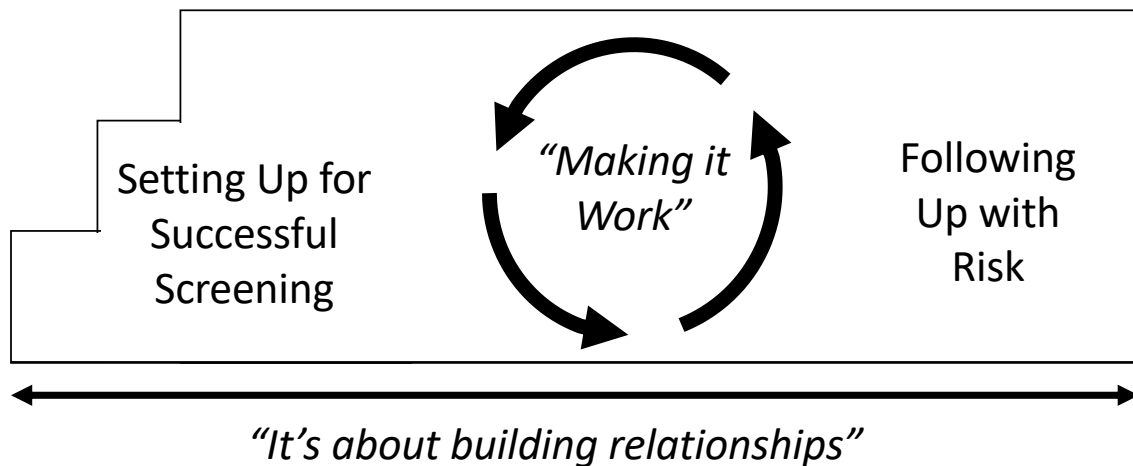 Setting Up for
Successful
Screening
“Making it
Work”
Following
Up with
Risk
“It’s about building relationships”